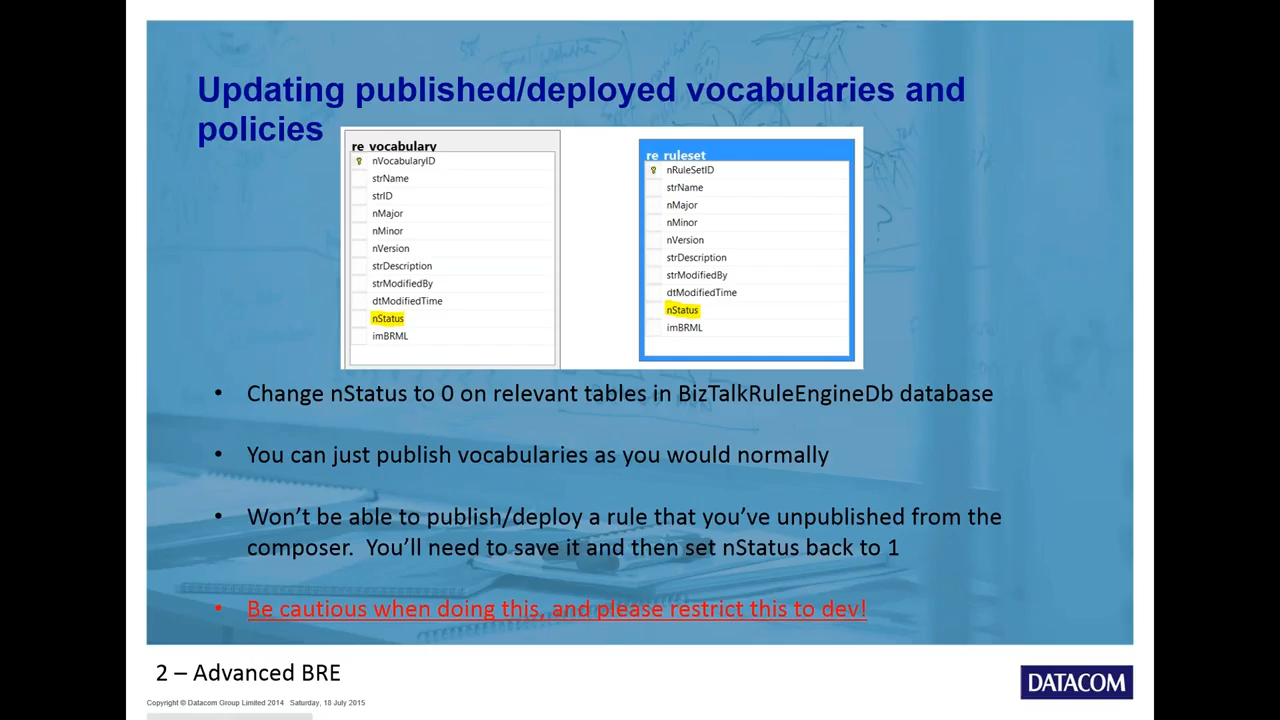 Updating published/deployed vocabularies and
policies
re_vocabulary
nVocabularyID
strName
strID
nMajor
nMinor
nVersion
strDescription
strModifiedBy
dtModifiedTime
nStatus
imBRML
re_ruleset
nRuleSetID
strName
nMajor
nMinor
nVersion
strDescription
strModifiedBy
dtModifiedTime
nStatus
imBRML
• Change nStatus to 0 on relevant tables in BizTalkRuleEngineDb database
• You can just publish vocabularies as you would normally
• Won’t be able to publish/deploy a rule that you’ve unpublished from the
composer. You’ll need to save it and then set nStatus back to 1
• Be cautious when doing this, and please restrict this to dev!
2 – Advanced BRE
Copyright © Datacom Group Limited 2014 Saturday, 18 July 2015
DATACOM